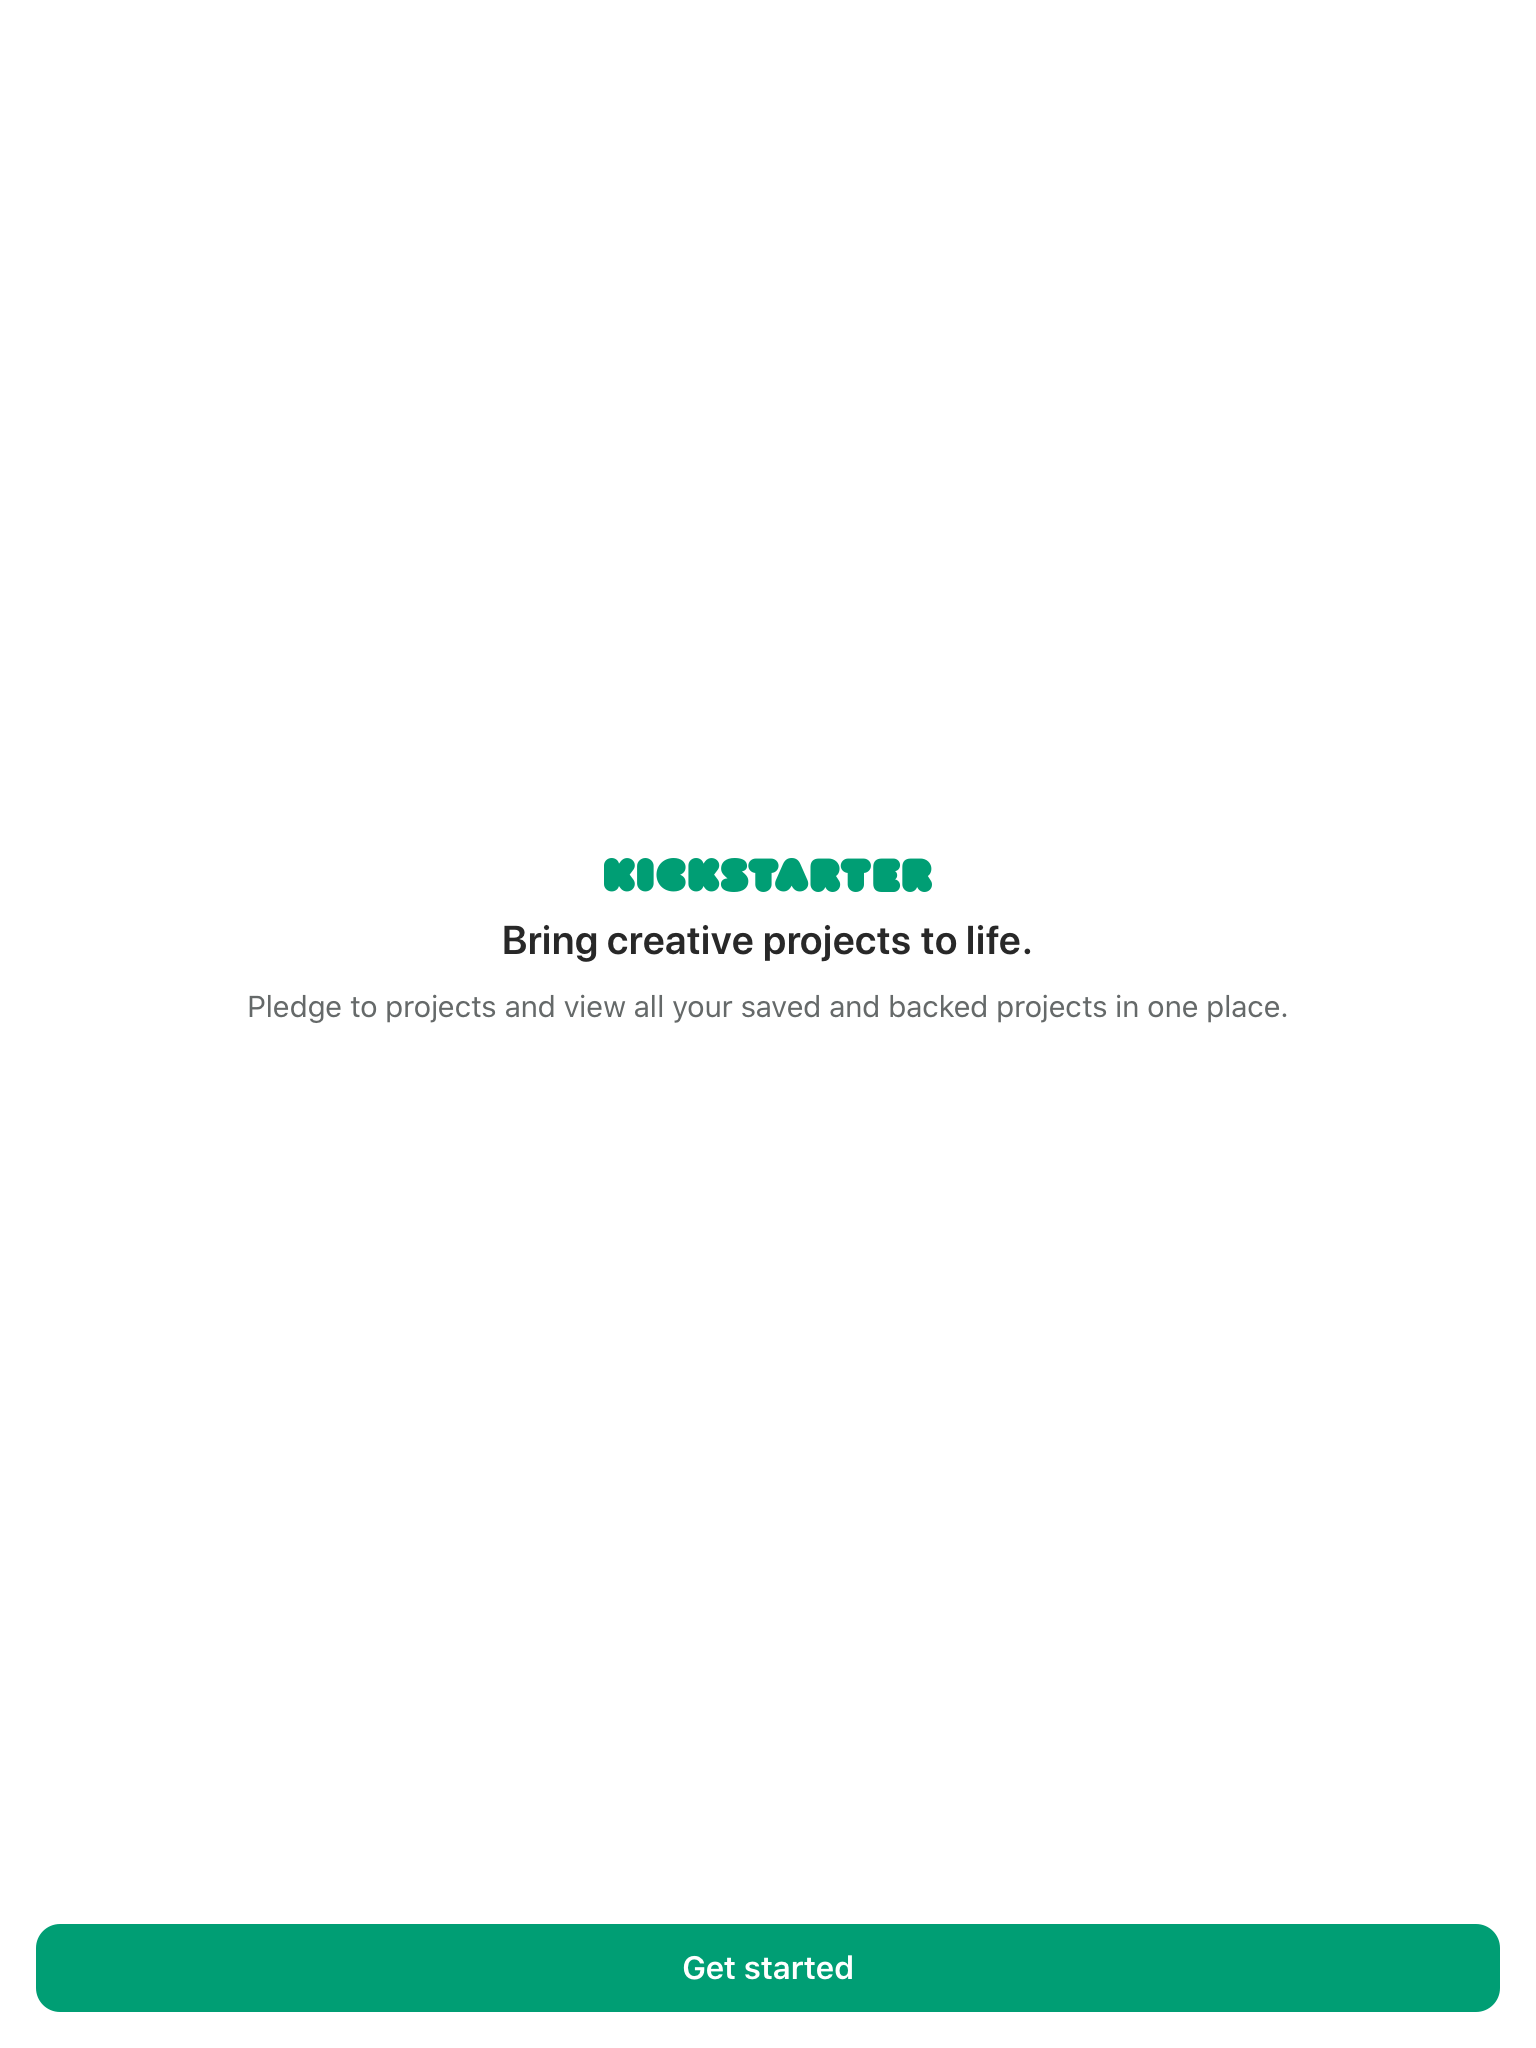 KICKSTARTER
Bring creative projects to life.
Pledge to projects and view all your saved and backed projects in one place.
Get started